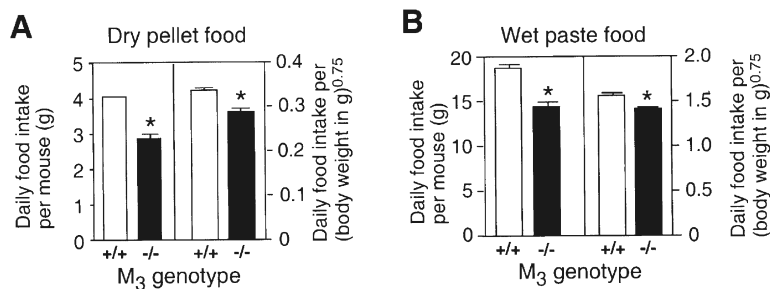 A
Dry pellet food
Daily food intake
per mouse (g)
5
4
3
2
1
0
*
*
0.4
0.3
0.2
0.1
0
Daily food intake per
(body weight in g)0.75
+/+ -/- +/+ -/-
M3 genotype
B
Wet paste food
Daily food intake
per mouse (g)
20
15
10
5
0
*
*
2.0
1.5
1.0
0.5
0.0
Daily food intake per
(body weight in g)0.75
+/+ -/- +/+ -/-
M3 genotype